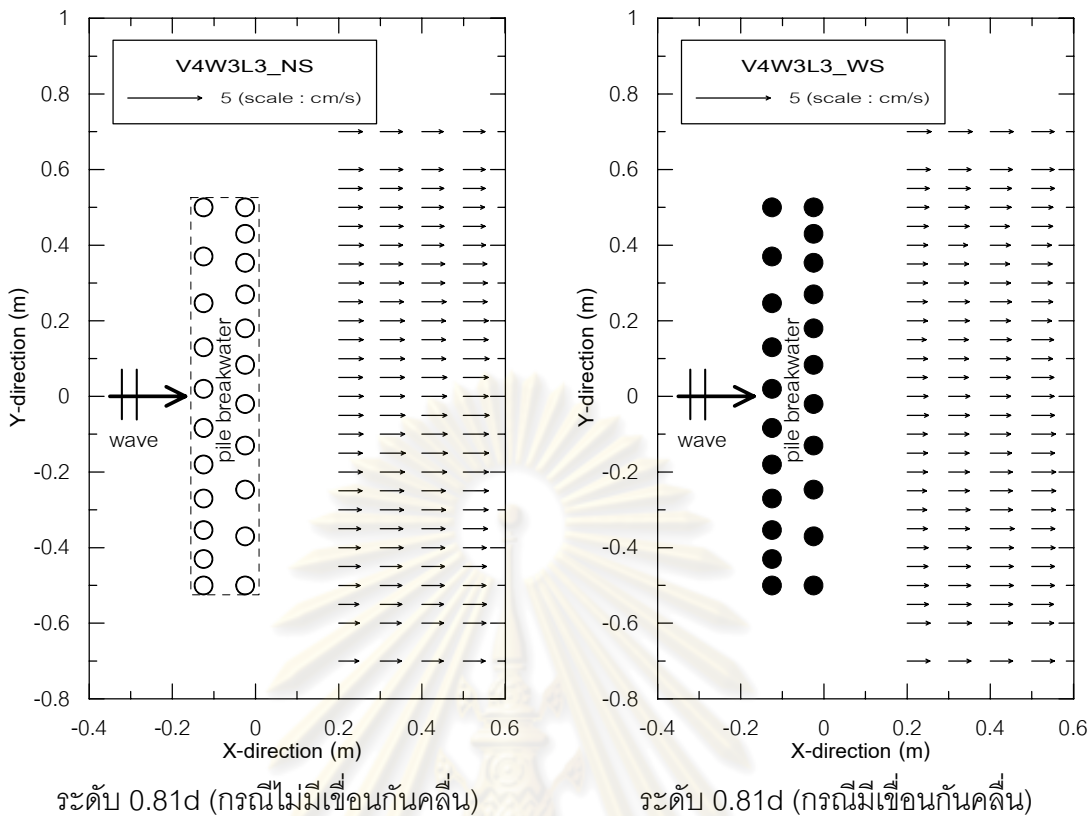 V4W3L3_NS
5 (scale : cm/s)
1
0.8
0.6
0.4
0.2
0
-0.2
-0.4
-0.6
-0.8
Y-direction (m)
wave
pile breakwater
-0.4
-0.2
0
0.2
0.4
0.6
X-direction (m)
ระดับ 0.81d (กรณีไม่มีเขื่อนกันคลื่น)
V4W3L3_WS
5 (scale : cm/s)
1
0.8
0.6
0.4
0.2
0
-0.2
-0.4
-0.6
-0.8
Y-direction (m)
wave
pile breakwater
-0.4
-0.2
0
0.2
0.4
0.6
X-direction (m)
ระดับ 0.81d (กรณีมีเขื่อนกันคลื่น)